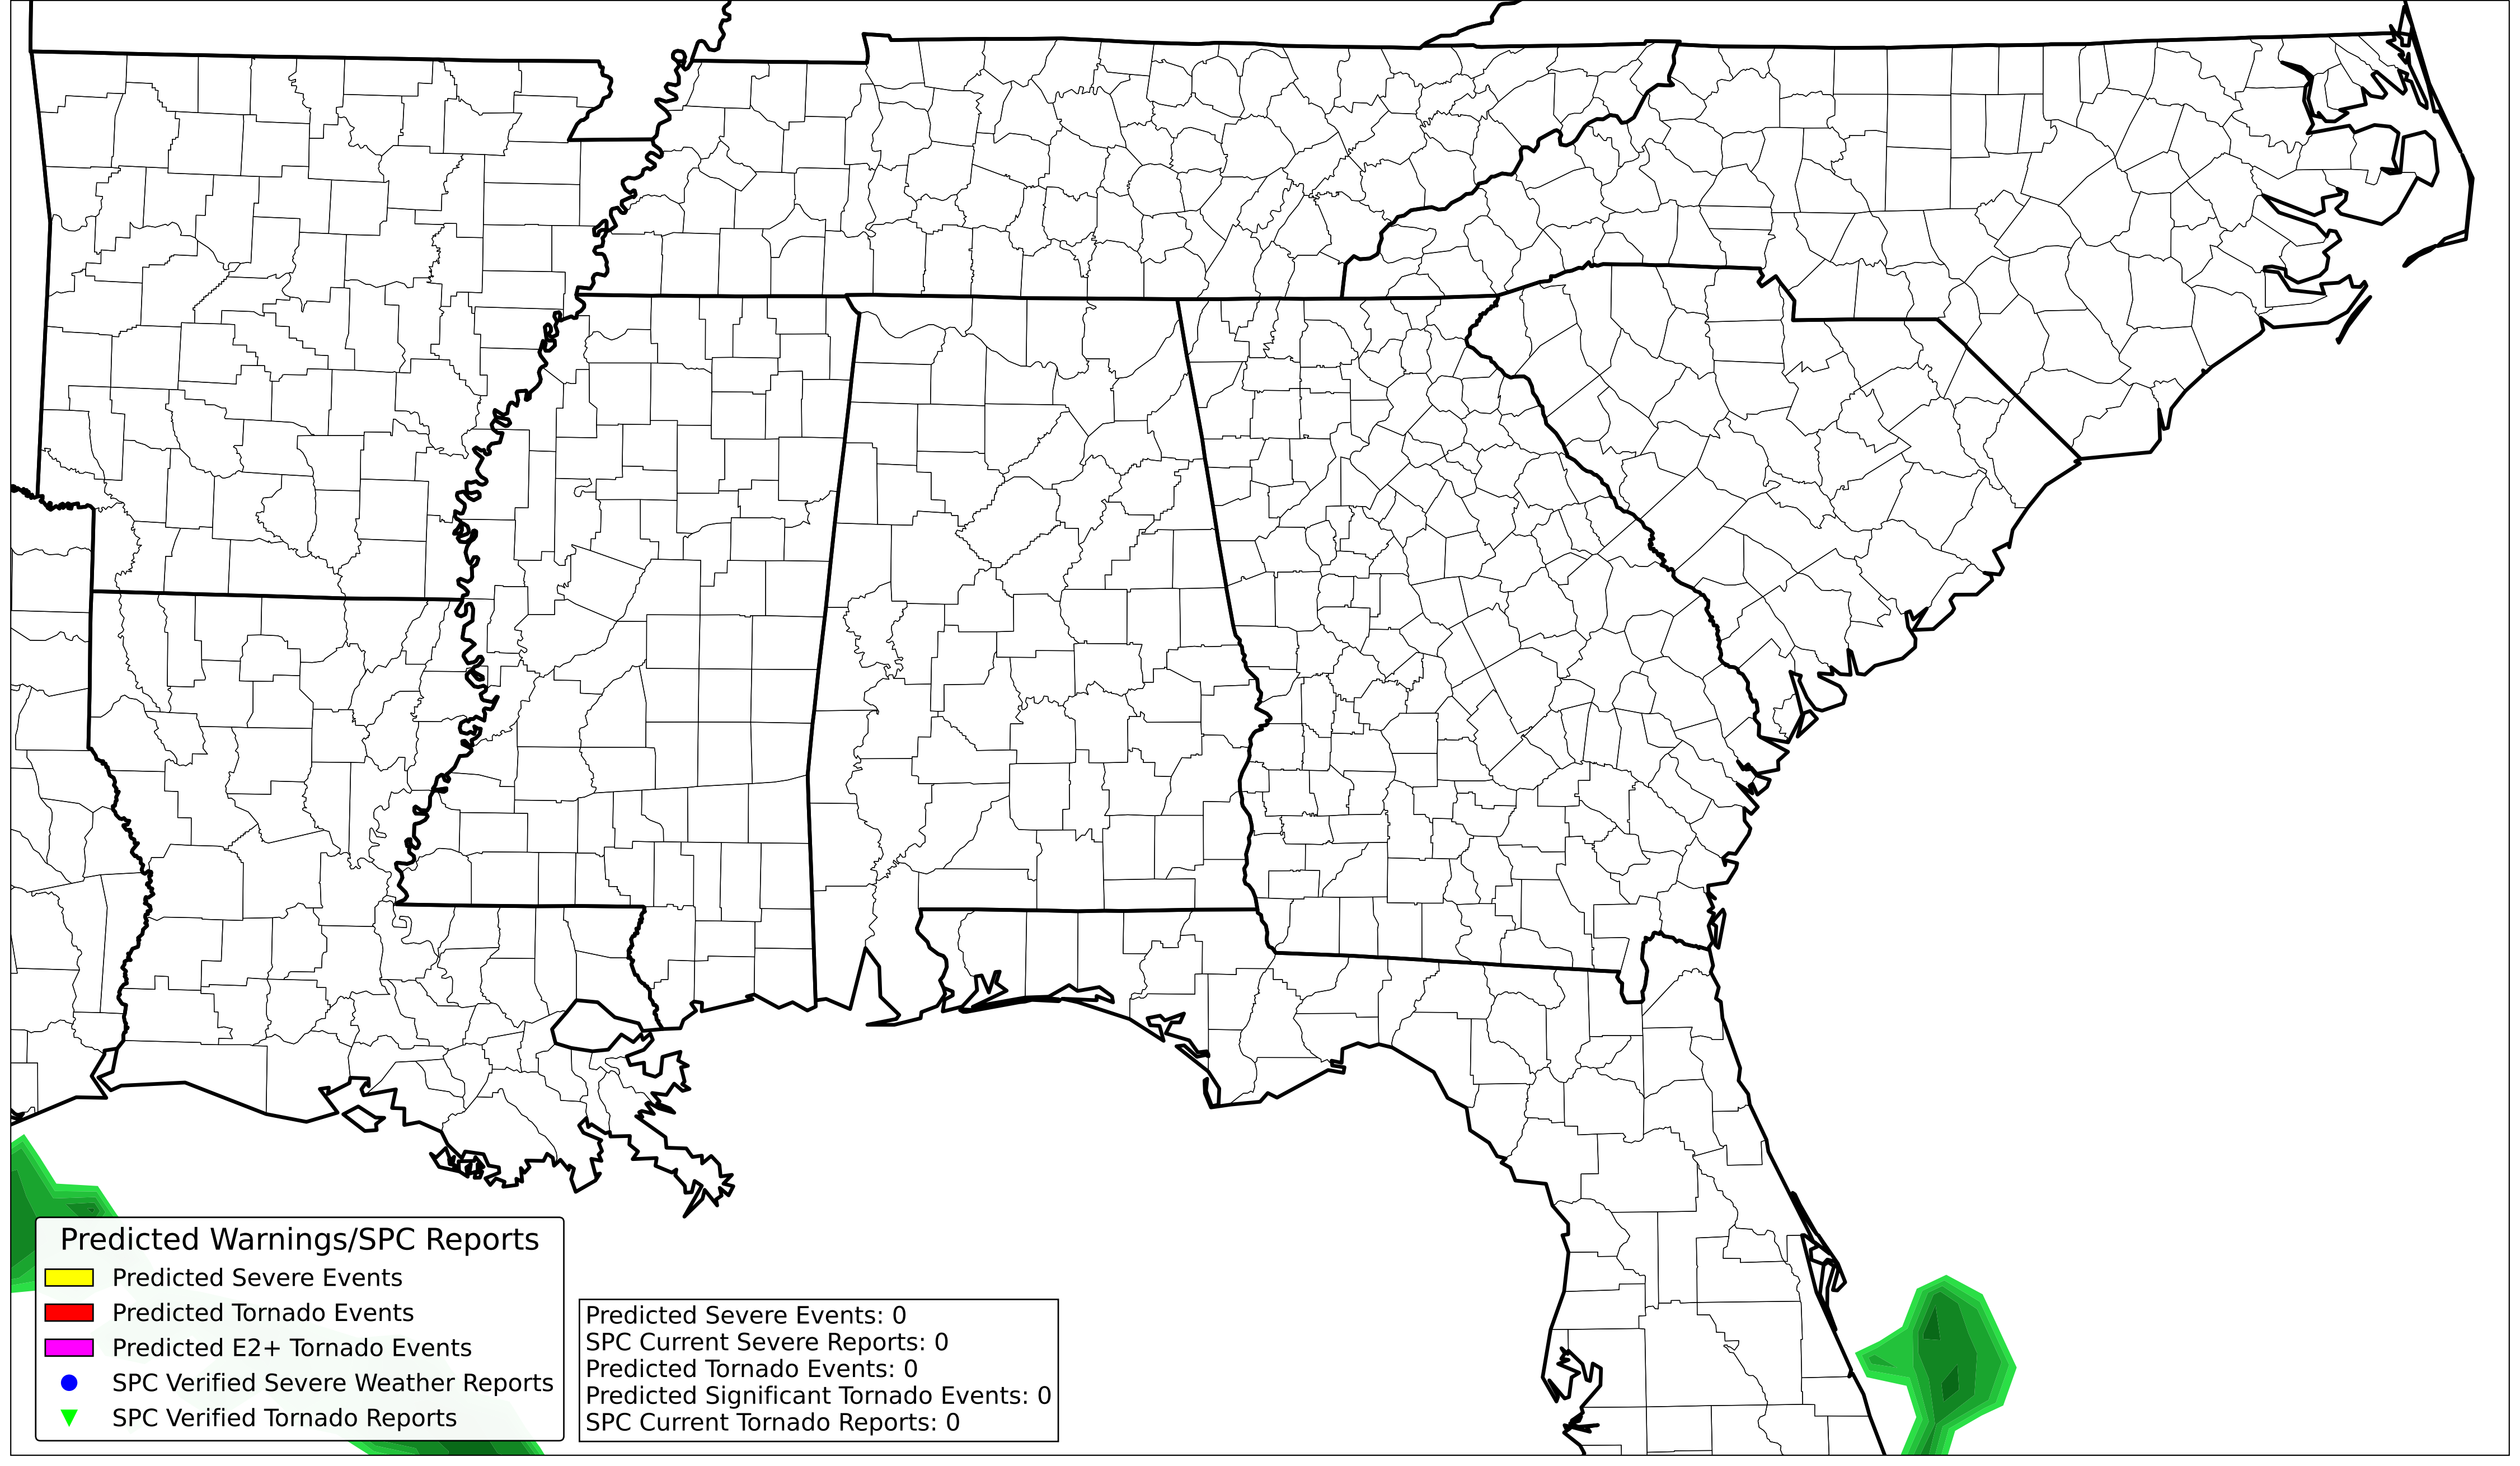 Predicted Warnings/SPC Reports
Predicted Severe Events
Predicted Tornado Events
Predicted E2+ Tornado Events
SPC Verified Severe Weather Reports
SPC Verified Tornado Reports
Predicted Severe Events: 0
SPC Current Severe Reports: 0
Predicted Tornado Events: 0
Predicted Significant Tornado Events: 0
SPC Current Tornado Reports: 0